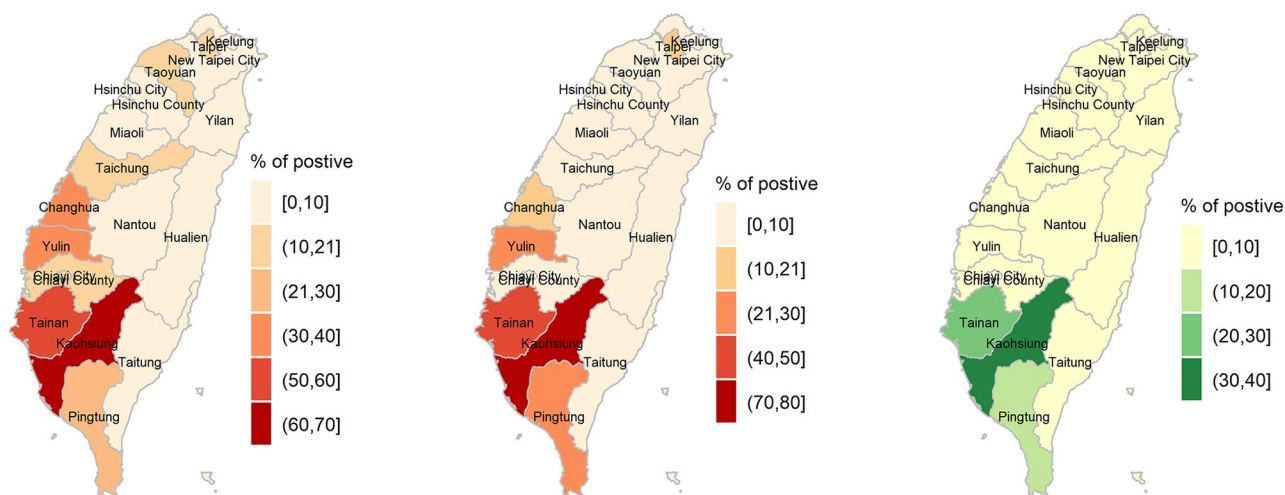 Keelung
Taipei
New Taipei City
Taoyuan
Hsinchu City
Hsinchu County
Yilan
Miaoli
Taichung
Changhua
Nantou
Hualien
Yulin
Chiayi City
Chiayi County
Tainan
Kaohsiung
Taitung
Pingtung
% of postive
[0,10]
(10,21]
(21,30]
(30,40]
(50,60]
(60,70]
Keelung
Taipei
New Taipei City
Taoyuan
Hsinchu City
Hsinchu County
Yilan
Miaoli
Taichung
Changhua
Nantou
Hualien
Yulin
Chiayi City
Chiayi County
Tainan
Kaohsiung
Taitung
Pingtung
% of postive
[0,10]
(10,21]
(21,30]
(40,50]
(70,80]
Keelung
Taipei
New Taipei City
Taoyuan
Hsinchu City
Hsinchu County
Yilan
Miaoli
Taichung
Changhua
Nantou
Hualien
Yulin
Chiayi City
Chiayi County
Tainan
Kaohsiung
Taitung
Pingtung
% of postive
[0,10]
(10,20]
(20,30]
(30,40]